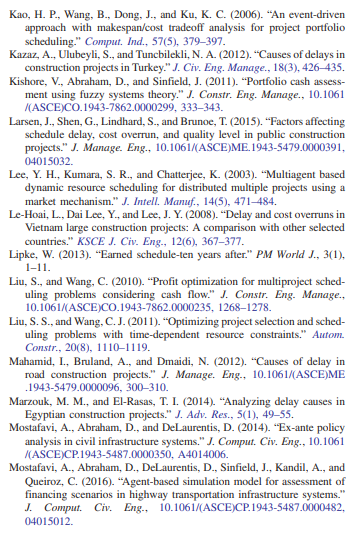 Kao, H. P., Wang, B., Dong, J., and Ku, K. C. (2006). “An event-driven
approach with makespan/cost tradeoff analysis for project portfolio
scheduling.” Comput. Ind., 57(5), 379–397.
Kazaz, A., Ulubeyli, S., and Tuncbilekli, N. A. (2012). “Causes of delays in
construction projects in Turkey.” J. Civ. Eng. Manage., 18(3), 426–435.
Kishore, V., Abraham, D., and Sinfield, J. (2011). “Portfolio cash assess-
ment using fuzzy systems theory.” J. Constr. Eng. Manage., 10.1061
/(ASCE)CO.1943-7862.0000299, 333–343.
Larsen, J., Shen, G., Lindhard, S., and Brunoe, T. (2015). “Factors affecting
schedule delay, cost overrun, and quality level in public construction
projects.” J. Manage. Eng., 10.1061/(ASCE)ME.1943-5479.0000391,
04015032.
Lee, Y. H., Kumara, S. R., and Chatterjee, K. (2003). “Multiagent based
dynamic resource scheduling for distributed multiple projects using a
market mechanism.” J. Intell. Manuf., 14(5), 471–484.
Le-Hoai, L., Dai Lee, Y., and Lee, J. Y. (2008). “Delay and cost overruns in
Vietnam large construction projects: A comparison with other selected
countries.” KSCE J. Civ. Eng., 12(6), 367–377.
Lipke, W. (2013). “Earned schedule-ten years after.” PM World J., 3(1),
1–11.
Liu, S., and Wang, C. (2010). “Profit optimization for multiproject sched-
uling problems considering cash flow.” J. Constr. Eng. Manage.,
10.1061/(ASCE)CO.1943-7862.0000235, 1268–1278.
Liu, S. S., and Wang, C. J. (2011). “Optimizing project selection and sched-
uling problems with time-dependent resource constraints.” Autom.
Constr., 20(8), 1110–1119.
Mahamid, I., Bruland, A., and Dmaidi, N. (2012). “Causes of delay in
road construction projects.” J. Manage. Eng., 10.1061/(ASCE)ME
.1943-5479.0000096, 300–310.
Marzouk, M. M., and El-Rasas, T. I. (2014). “Analyzing delay causes in
Egyptian construction projects.” J. Adv. Res., 5(1), 49–55.
Mostafavi, A., Abraham, D., and DeLaurentis, D. (2014). “Ex-ante policy
analysis in civil infrastructure systems.” J. Comput. Civ. Eng., 10.1061
/(ASCE)CP.1943-5487.0000350, A4014006.
Mostafavi, A., Abraham, D., DeLaurentis, D., Sinfield, J., Kandil, A., and
Queiroz, C. (2016). “Agent-based simulation model for assessment of
financing scenarios in highway transportation infrastructure systems.”
J. Comput. Civ. Eng., 10.1061/(ASCE)CP.1943-5487.0000482,
04015012.